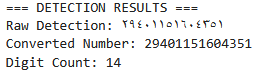 === DETECTION RESULTS ===
Raw Detection: ٢٩٤٠١١٥١٦٠٤٣٥١
Converted Number: 29401151604351
Digit Count: 14